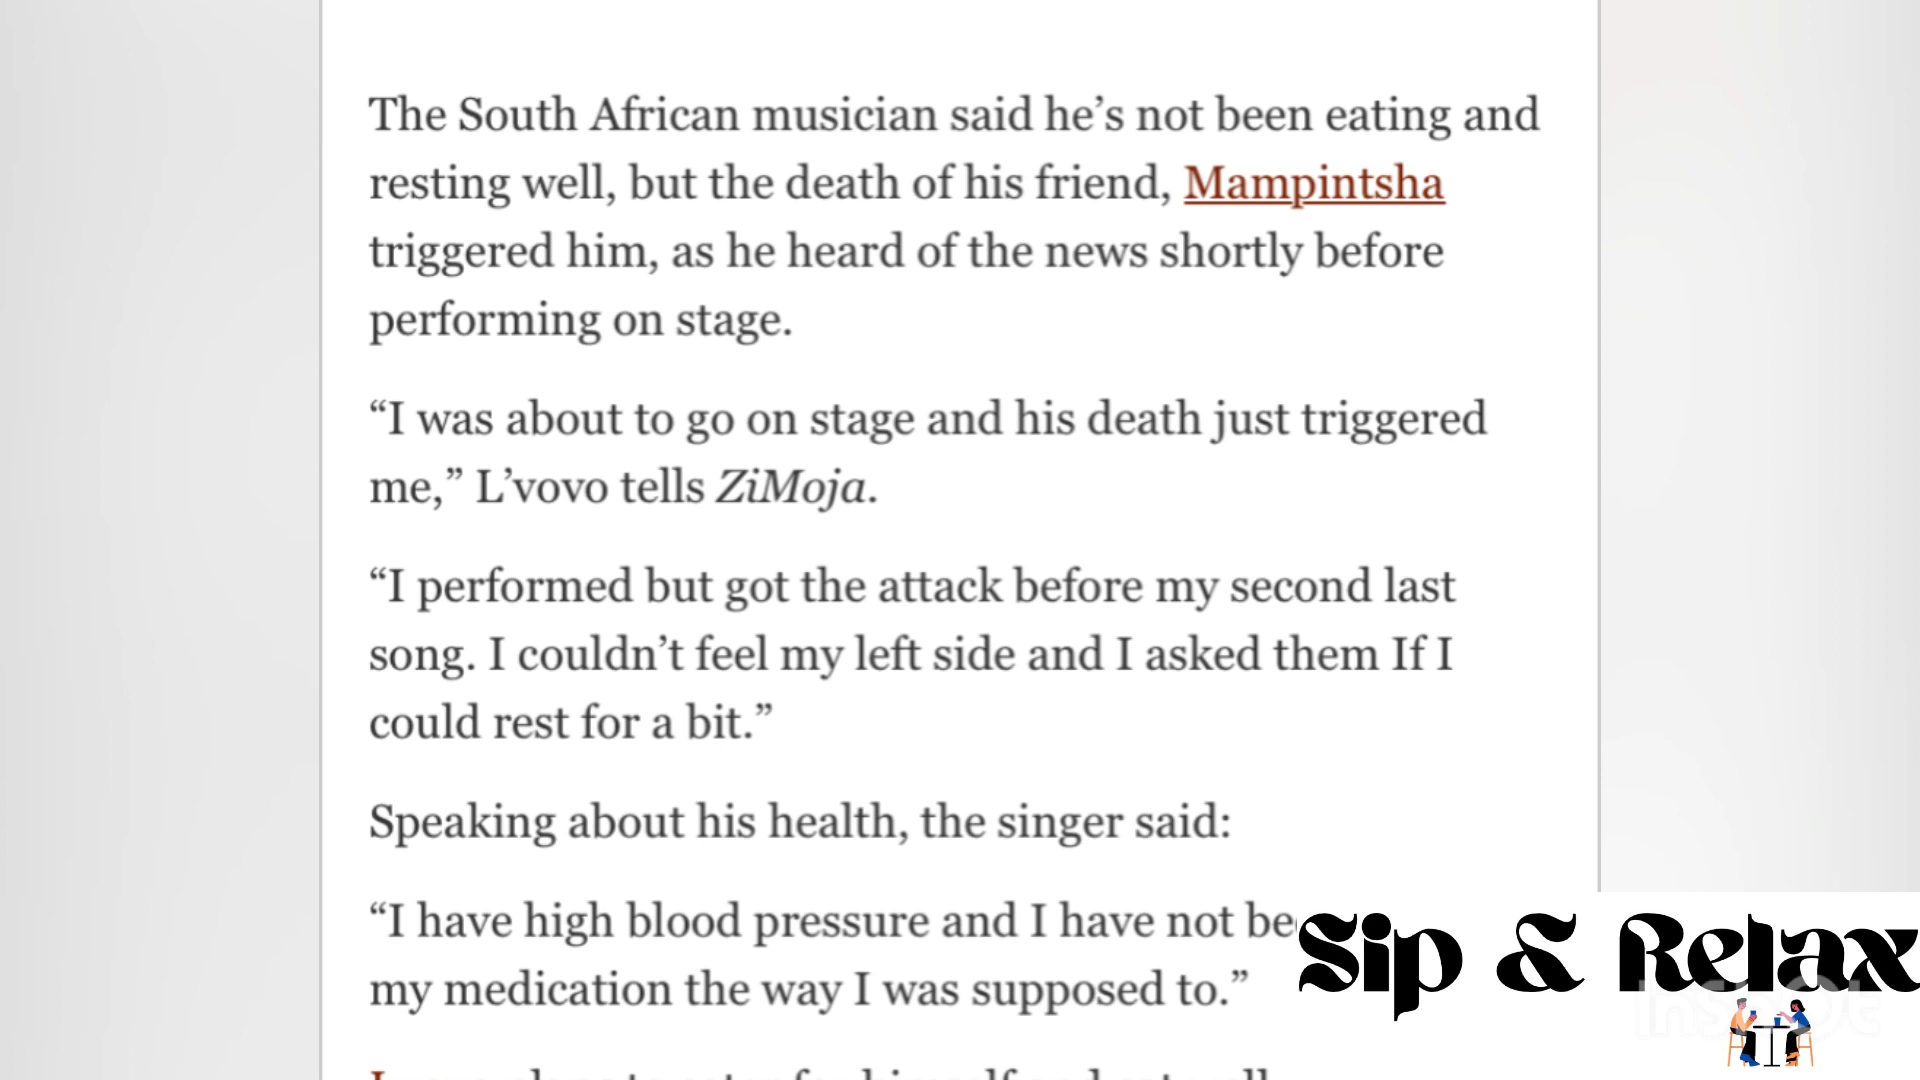 The South African musician said he’s not been eating and
resting well, but the death of his friend, Mampintsha
triggered him, as he heard of the news shortly before
performing on stage.
“I was about to go on stage and his death just triggered
me,” L’vovo tells ZiMoja.
“I performed but got the attack before my second last
song. I couldn’t feel my left side and I asked them If I
could rest for a bit.”
Speaking about his health, the singer said:
“I have high blood pressure and I have not
my medication the way I was supposed to.”
Sip & Relax
InShOt